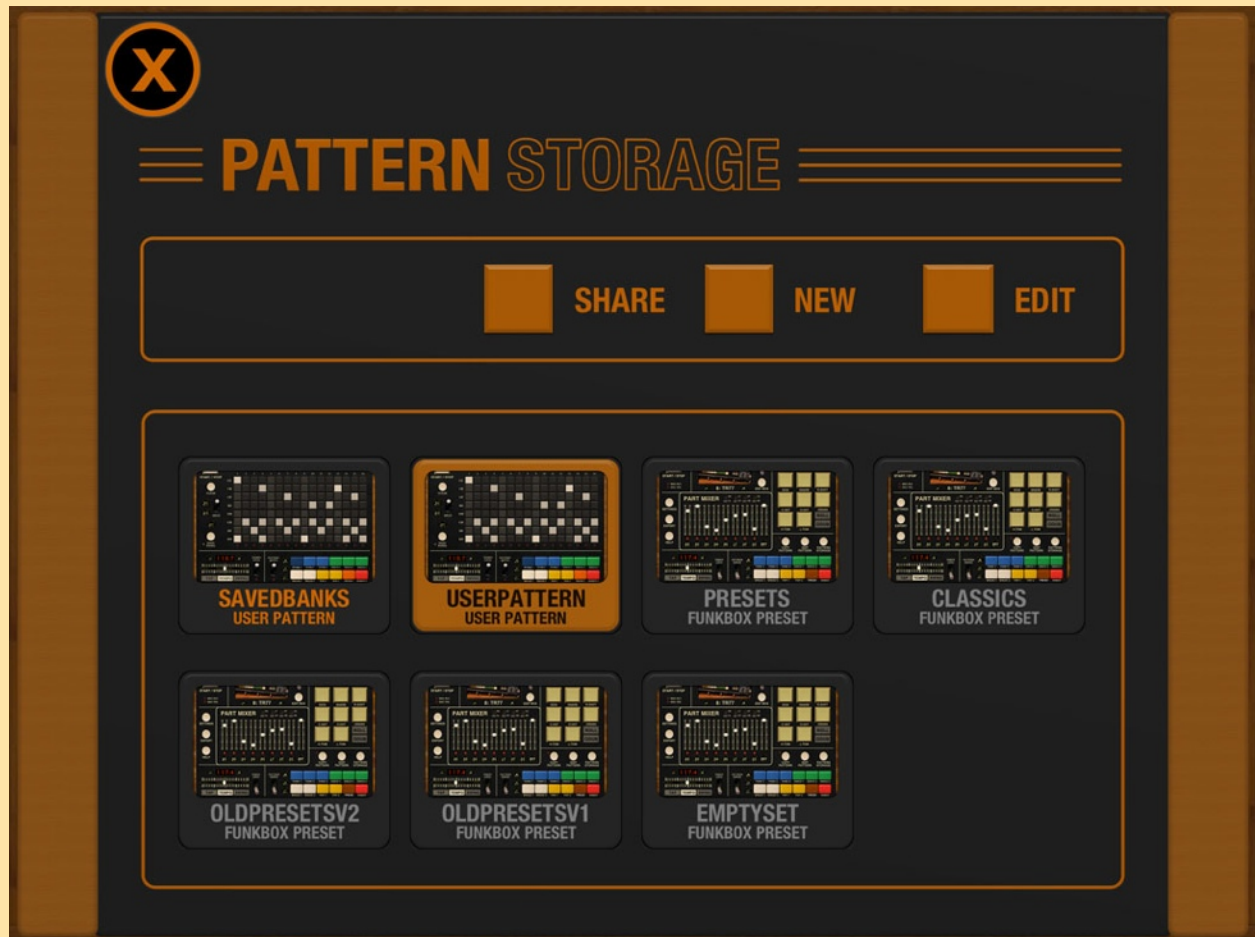 X
PATTERN STORAGE
SHARE NEW EDIT
SAVEDBANKS
USER PATTERN
USERPATTERN
USER PATTERN
PRESETS
FUNKBOX PRESET
CLASSICS
FUNKBOX PRESET
OLDPRESETSV2
FUNKBOX PRESET
OLDPRESETSV1
FUNKBOX PRESET
EMPTYSET
FUNKBOX PRESET